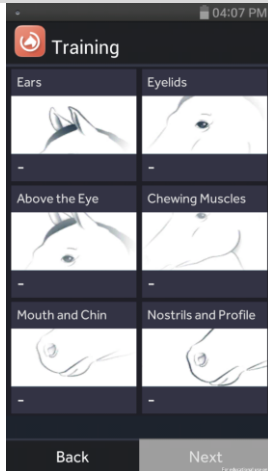 04:07 PM
Training
Ears
Eyelids
-
-
Above the Eye
Chewing Muscles
-
-
Mouth and Chin
Nostrils and Profile
-
-
Back
Next